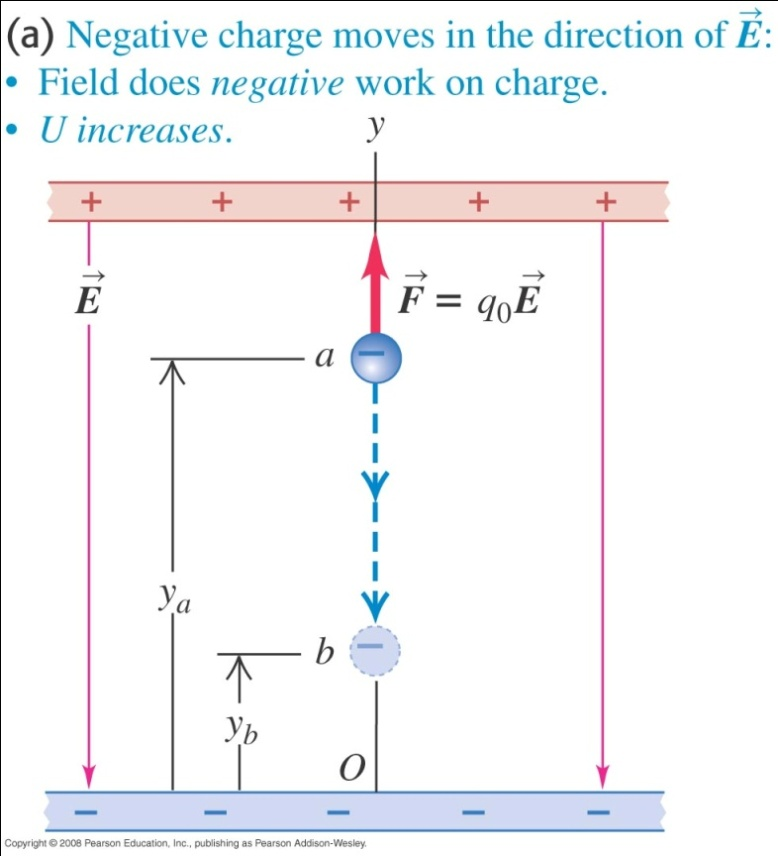 (a) Negative charge moves in the direction of E⃗:
• Field does negative work on charge.
• U increases.
y
+ + + + +
E⃗
F⃗ = q₀E⃗
a −
yₐ
b −
y_b
O
− − − − −
Copyright © 2008 Pearson Education, Inc., publishing as Pearson Addison-Wesley.